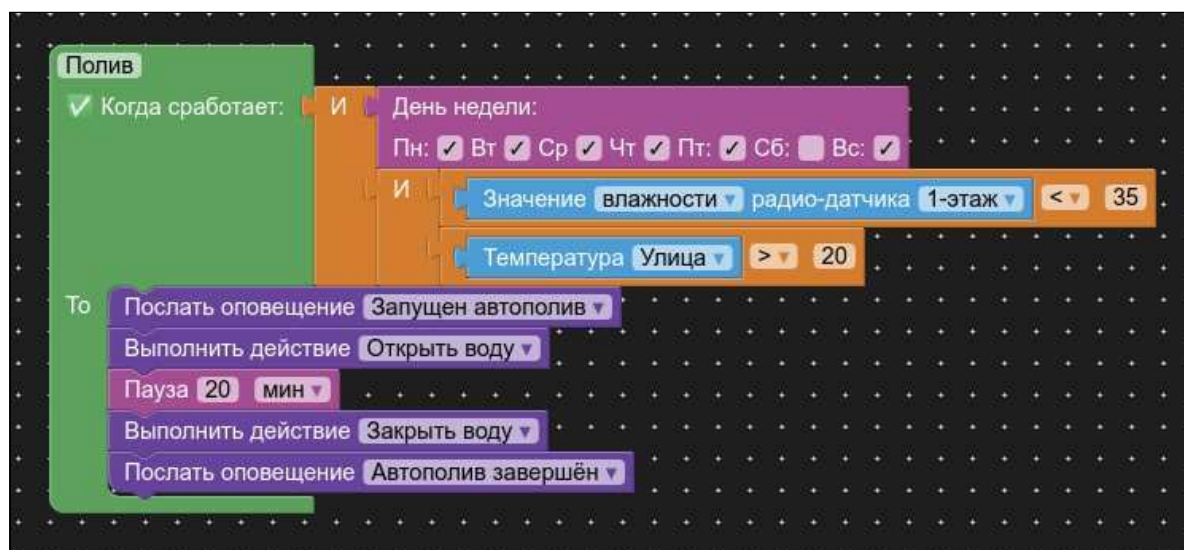 Полив
Когда сработает: И День недели:
Пн: Вт Ср Чт Пт: Сб: Вс:
И Значение влажности радио-датчика 1-этаж < 35
Температура Улица > 20
То Послать оповещение Запущен автополив
Выполнить действие Открыть воду
Пауза 20 мин
Выполнить действие Закрыть воду
Послать оповещение Автополив завершён